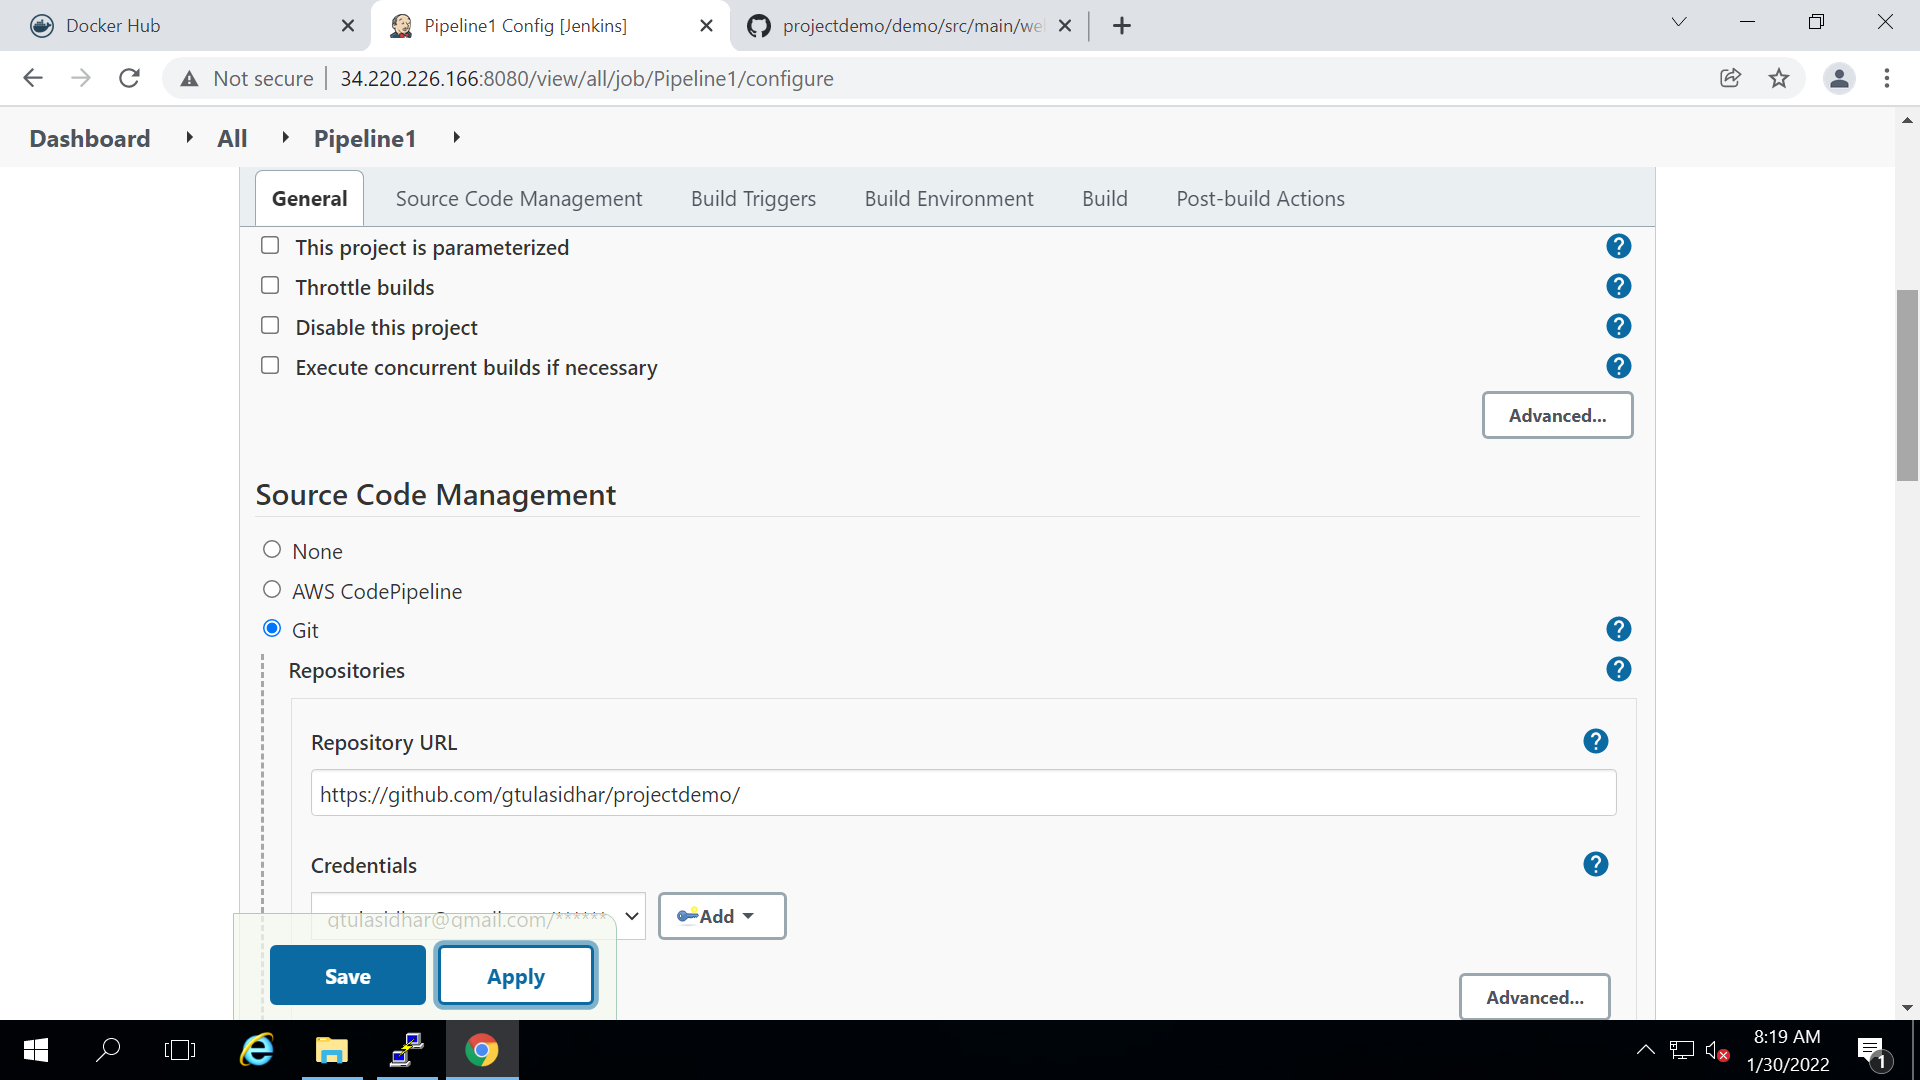 Docker Hub
Pipeline1 Config [Jenkins]
projectdemo/demo/src/main/we
Not secure
34.220.226.166:8080/view/all/job/Pipeline1/configure
Dashboard
All
Pipeline1
General
Source Code Management
Build Triggers
Build Environment
Build
Post-build Actions
This project is parameterized
?
Throttle builds
?
Disable this project
?
Execute concurrent builds if necessary
?
Advanced...
Source Code Management
None
AWS CodePipeline
Git
?
Repositories
?
Repository URL
?
https://github.com/gtulasidhar/projectdemo/
Credentials
?
gtulasidhar@gmail.com/******
Add
Save
Apply
Advanced...
8:19 AM
1/30/2022
1